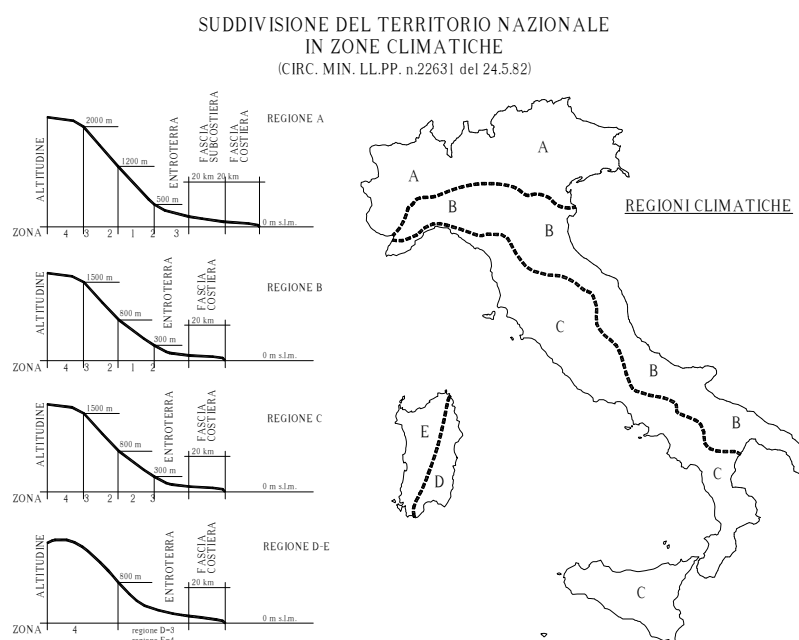 SUDDIVISIONE DEL TERRITORIO NAZIONALE
IN ZONE CLIMATICHE
(CIRC. MIN. LL.PP. n.22631 del 24.5.82)
REGIONE A
ALTITUDINE
2000 m
1200 m
500 m
ENTROTERRA
FASCIA
SUBCOSTIERA
FASCIA
COSTIERA
20 km 20 km
0 m s.l.m.
ZONA 4 3 2 1 2 3
REGIONE B
ALTITUDINE
1500 m
800 m
300 m
ENTROTERRA
FASCIA
COSTIERA
20 km
0 m s.l.m.
ZONA 4 3 2 1 2
REGIONE C
ALTITUDINE
1500 m
800 m
300 m
ENTROTERRA
FASCIA
COSTIERA
20 km
0 m s.l.m.
ZONA 4 3 2 2 1 3
REGIONE D-E
ALTITUDINE
800 m
ENTROTERRA
FASCIA
COSTIERA
20 km
0 m s.l.m.
ZONA 4
regione D=3
REGIONI CLIMATICHE
A
A
B
B
C
B
B
E
D
C
C